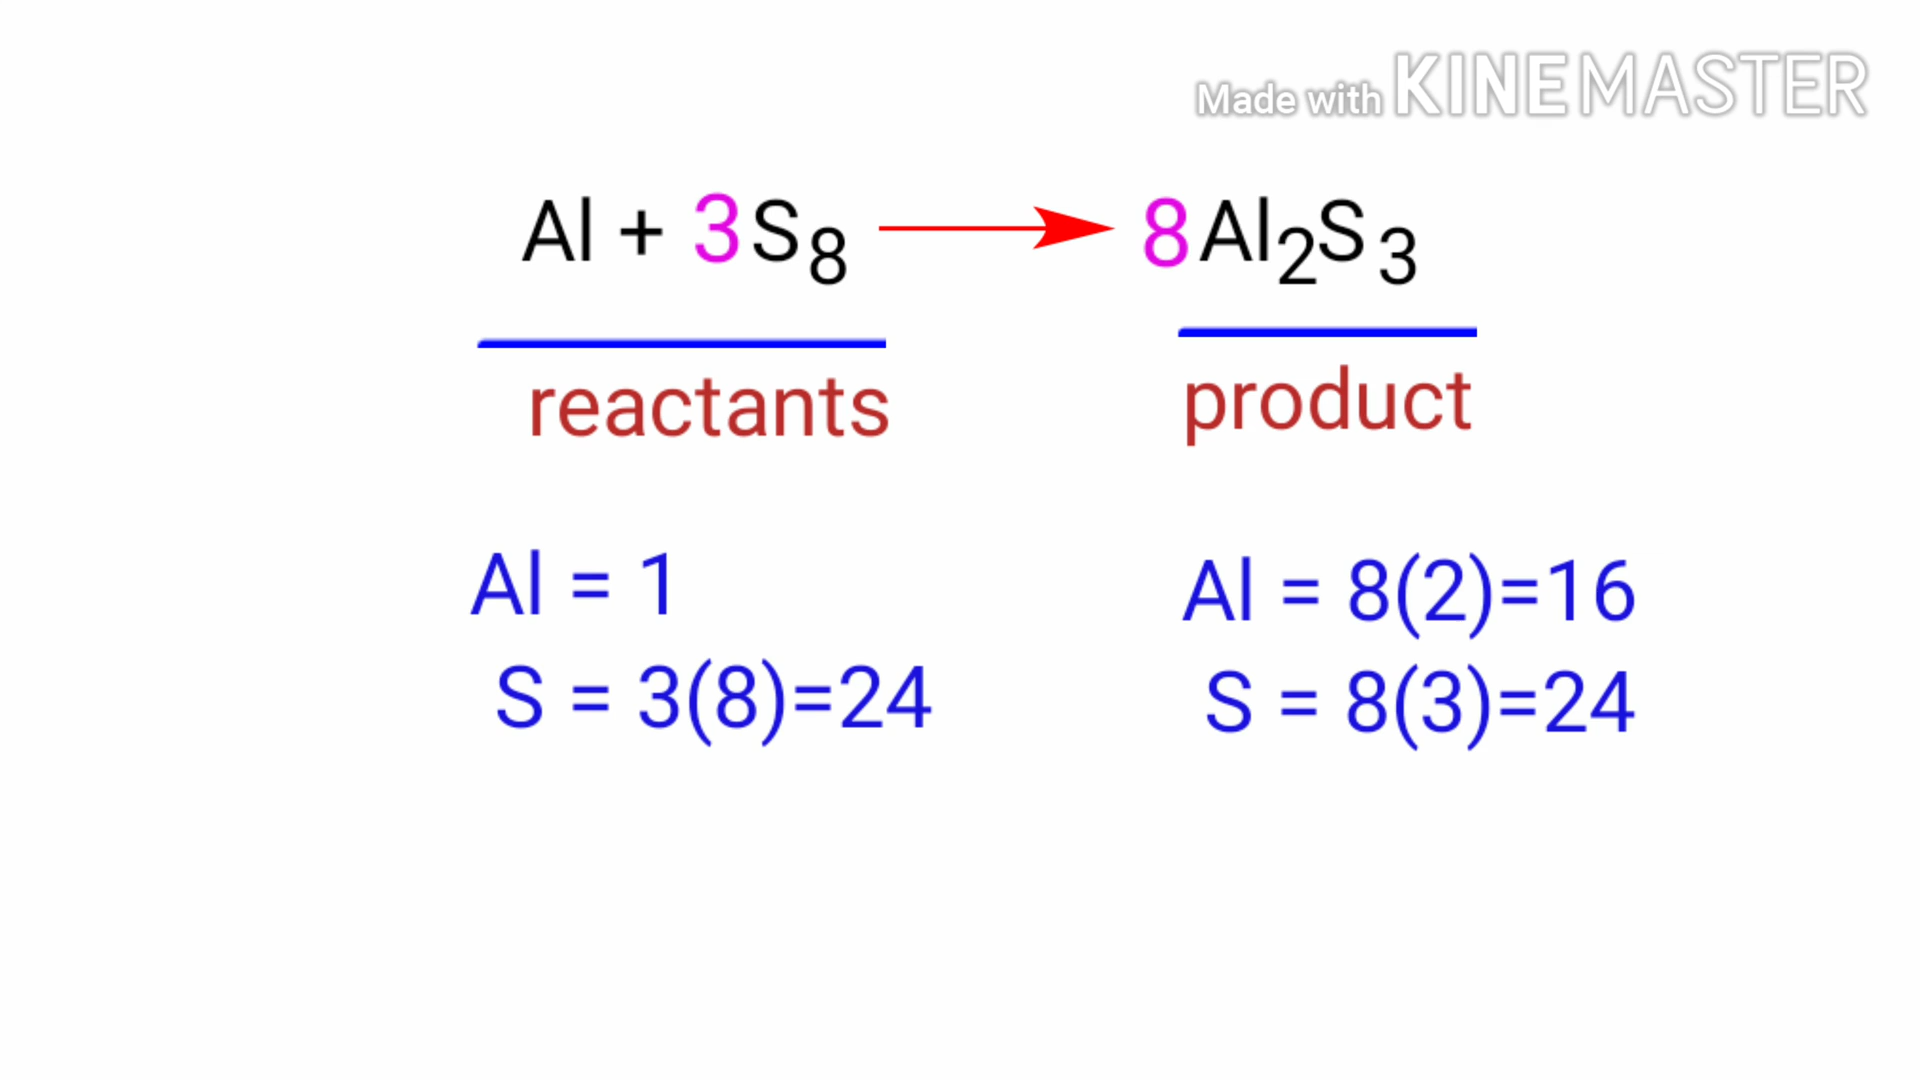 Made with KINEMASTER
Al + 3S₈ → 8Al₂S₃
reactants product
Al = 1 Al = 8(2)=16
S = 3(8)=24 S = 8(3)=24